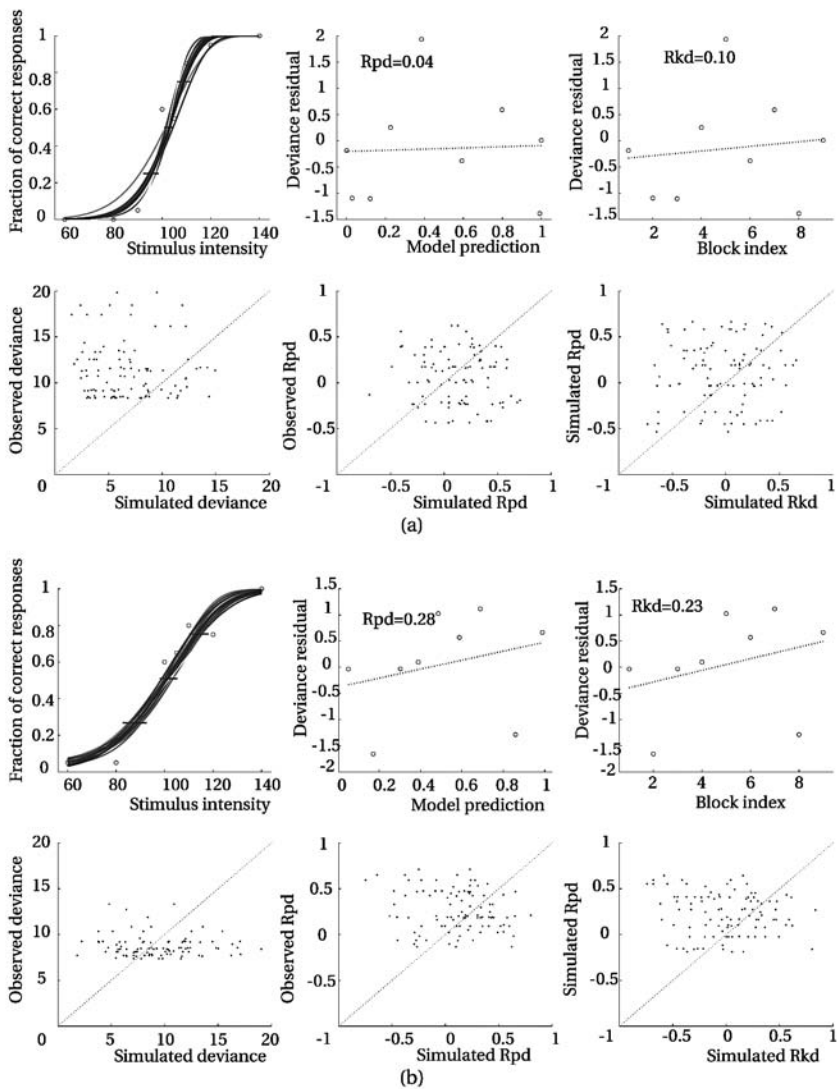 Fraction of correct responses
1
0.8
0.6
0.4
0.2
0
60 80 100 120 140
Stimulus intensity
Deviance residual
2
1.5
1
0.5
0
-0.5
-1
-1.5
Rpd=0.04
0 0.2 0.4 0.6 0.8 1
Model prediction
Deviance residual
2
1.5
1
0.5
0
-0.5
-1
-1.5
Rkd=0.10
2 4 6 8
Block index
Observed deviance
20
15
10
5
0
5 10 15 20
Simulated deviance
Observed Rpd
1
0.5
0
-0.5
-1
-0.5 0 0.5 1
Simulated Rpd
Simulated Rpd
1
0.5
0
-0.5
-1
-0.5 0 0.5 1
Simulated Rkd
(a)
Fraction of correct responses
1
0.8
0.6
0.4
0.2
0
60 80 100 120 140
Stimulus intensity
Deviance residual
1.5
1
0.5
0
-0.5
-1
-1.5
-2
Rpd=0.28
0 0.2 0.4 0.6 0.8 1
Model prediction
Deviance residual
1.5
1
0.5
0
-0.5
-1
-1.5
-2
Rkd=0.23
2 4 6 8
Block index
Observed deviance
20
15
10
5
0
5 10 15 20
Simulated deviance
Observed Rpd
1
0.5
0
-0.5
-1
-0.5 0 0.5 1
Simulated Rpd
Simulated Rpd
1
0.5
0
-0.5
-1
-0.5 0 0.5 1
Simulated Rkd
(b)